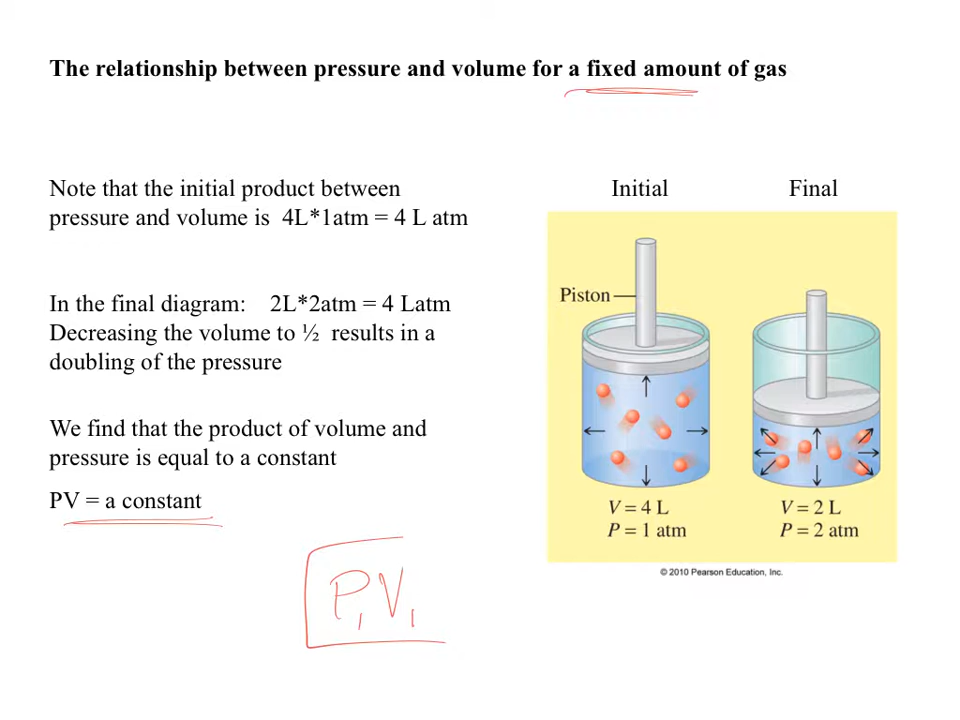 The relationship between pressure and volume for a fixed amount of gas
Note that the initial product between
pressure and volume is 4L*1atm = 4 L atm
In the final diagram: 2L*2atm = 4 Latm
Decreasing the volume to ½ results in a
doubling of the pressure
We find that the product of volume and
pressure is equal to a constant
PV = a constant
P₁V₁
Initial Final
Piston
V = 4 L
P = 1 atm
V = 2 L
P = 2 atm
© 2010 Pearson Education, Inc.